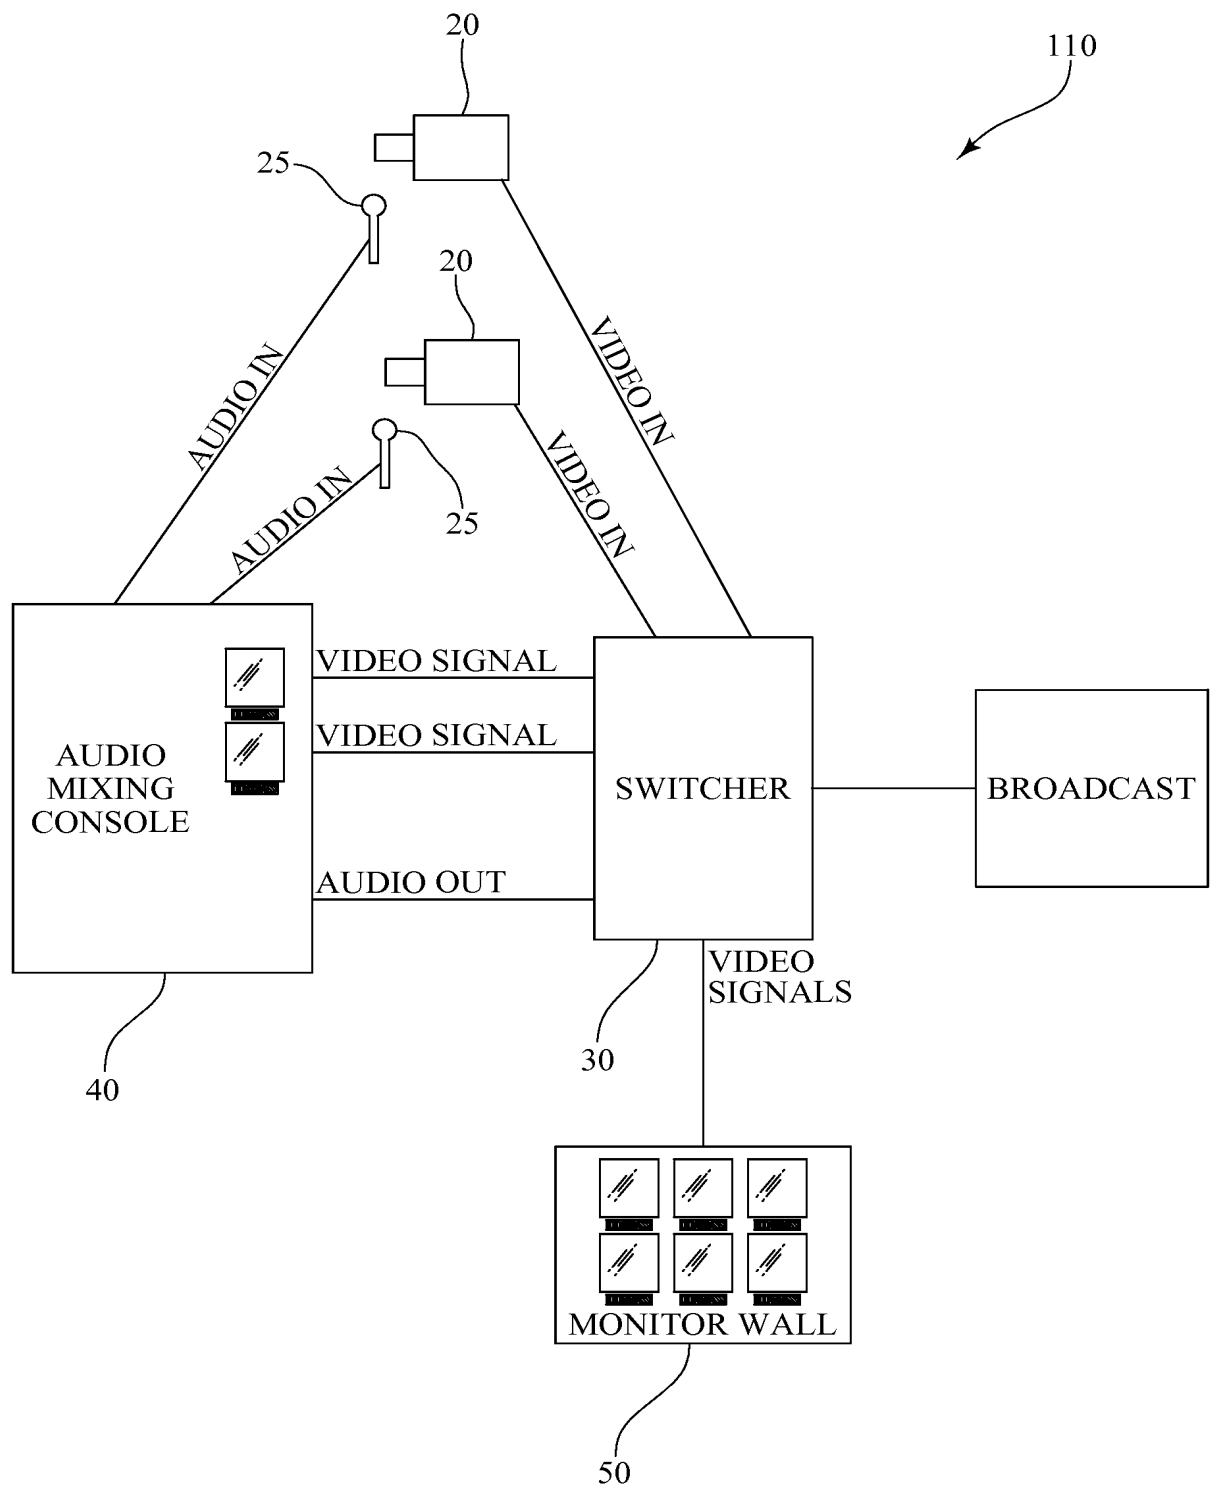 20
110
25
20
VIDEO IN
AUDIO IN
VIDEO IN
AUDIO IN
25
VIDEO SIGNAL
VIDEO SIGNAL
AUDIO
MIXING
CONSOLE
SWITCHER
BROADCAST
AUDIO OUT
VIDEO
SIGNALS
30
40
MONITOR WALL
50